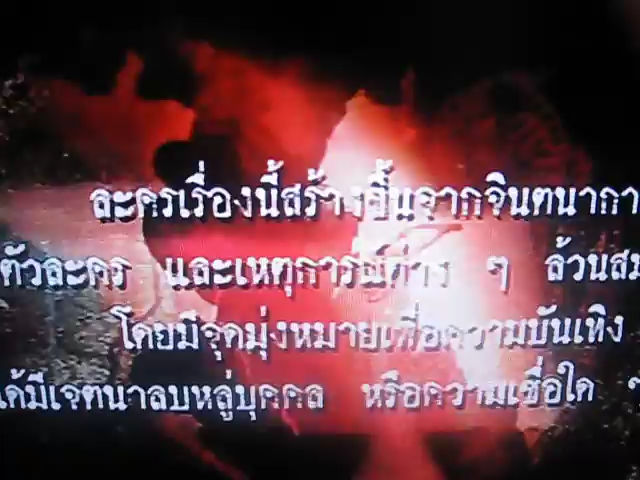 ละครเรื่องนี้สร้างขึ้นจากจินตนากา
ตัวละคร และเหตุการณ์ต่าง ๆ ล้วนสม
โดยมีจุดมุ่งหมายเพื่อความบันเทิง
ได้มีเจตนาลบหลู่บุคคล หรือความเชื่อใด ๆ